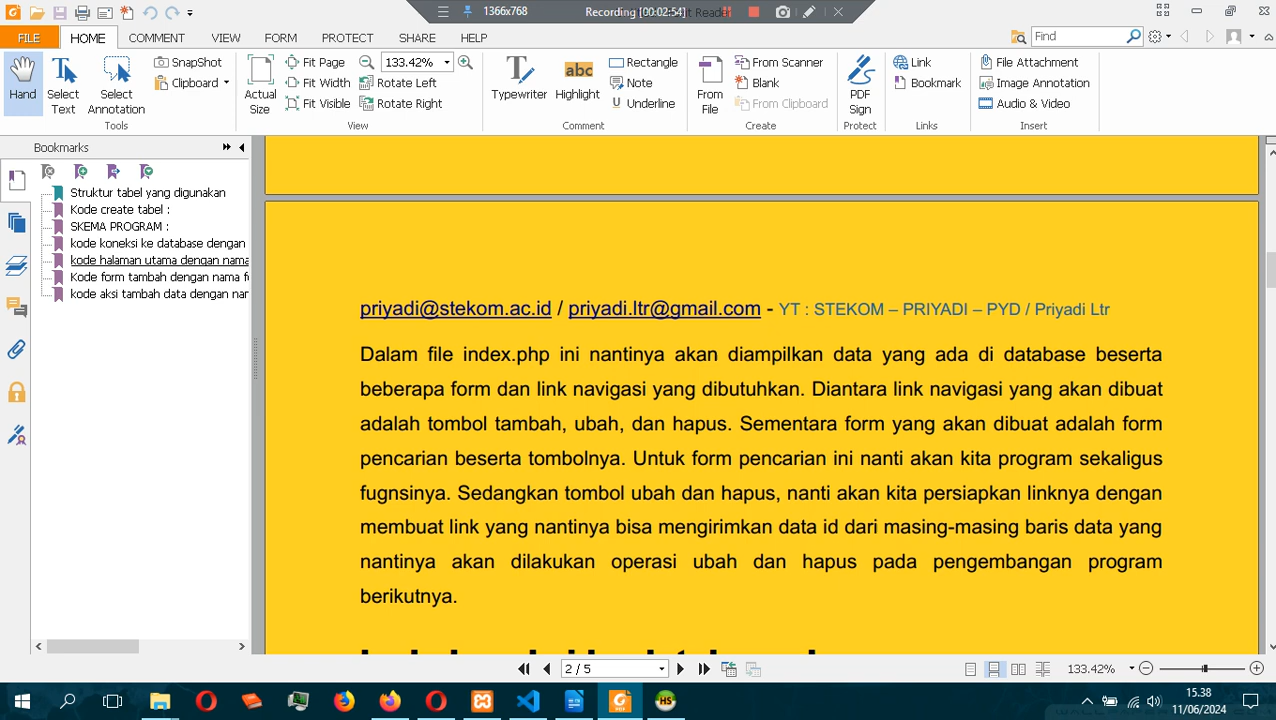 1366x768
Recording [00:02:54]
FILE
HOME
COMMENT
VIEW
FORM
PROTECT
SHARE
HELP
Find
Hand
Select Text
Select Annotation
SnapShot
Clipboard
Tools
Actual Size
Fit Page
Fit Width
Fit Visible
133.42%
Rotate Left
Rotate Right
View
Typewriter
Highlight
Rectangle
Note
Underline
Comment
From File
From Scanner
Blank
From Clipboard
Create
PDF Sign
Protect
Link
Bookmark
Links
File Attachment
Image Annotation
Audio & Video
Insert
Bookmarks
Struktur tabel yang digunakan
Kode create tabel :
SKEMA PROGRAM :
kode koneksi ke database dengan
kode halaman utama dengan nama
Kode form tambah dengan nama f
kode aksi tambah data dengan nar
priyadi@stekom.ac.id / priyadi.ltr@gmail.com - YT : STEKOM – PRIYADI – PYD / Priyadi Ltr
Dalam file index.php ini nantinya akan diampilkan data yang ada di database beserta
beberapa form dan link navigasi yang dibutuhkan. Diantara link navigasi yang akan dibuat
adalah tombol tambah, ubah, dan hapus. Sementara form yang akan dibuat adalah form
pencarian beserta tombolnya. Untuk form pencarian ini nanti akan kita program sekaligus
fugnsinya. Sedangkan tombol ubah dan hapus, nanti akan kita persiapkan linknya dengan
membuat link yang nantinya bisa mengirimkan data id dari masing-masing baris data yang
nantinya akan dilakukan operasi ubah dan hapus pada pengembangan program
berikutnya.
2 / 5
133.42%
15.38
11/06/2024